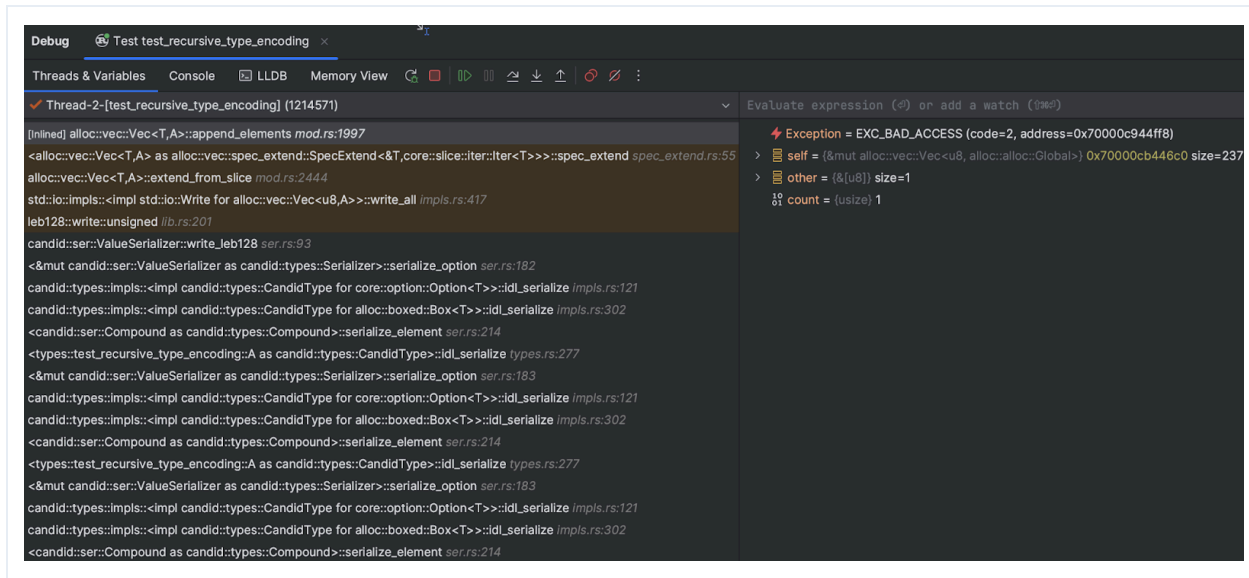 Debug Test test_recursive_type_encoding ×
Threads & Variables Console LLDB Memory View
Thread-2-[test_recursive_type_encoding] (1214571)
[Inlined] alloc::vec::Vec<T,A>::append_elements mod.rs:1997
<alloc::vec::Vec<T,A> as alloc::vec::spec_extend::SpecExtend<&T,core::slice::iter::Iter<T>>>::spec_extend spec_extend.rs:55
alloc::vec::Vec<T,A>::extend_from_slice mod.rs:2444
std::io::impls::<impl std::io::Write for alloc::vec::Vec<u8,A>>::write_all impls.rs:417
leb128::write::unsigned lib.rs:201
candid::ser::ValueSerializer::write_leb128 ser.rs:93
<&mut candid::ser::ValueSerializer as candid::types::Serializer>::serialize_option ser.rs:182
candid::types::impls::<impl candid::types::CandidType for core::option::Option<T>>::idl_serialize impls.rs:121
candid::types::impls::<impl candid::types::CandidType for alloc::boxed::Box<T>>::idl_serialize impls.rs:302
<candid::ser::Compound as candid::types::Compound>::serialize_element ser.rs:214
<types::test_recursive_type_encoding::A as candid::types::CandidType>::idl_serialize types.rs:277
<&mut candid::ser::ValueSerializer as candid::types::Serializer>::serialize_option ser.rs:183
candid::types::impls::<impl candid::types::CandidType for core::option::Option<T>>::idl_serialize impls.rs:121
candid::types::impls::<impl candid::types::CandidType for alloc::boxed::Box<T>>::idl_serialize impls.rs:302
<candid::ser::Compound as candid::types::Compound>::serialize_element ser.rs:214
<types::test_recursive_type_encoding::A as candid::types::CandidType>::idl_serialize types.rs:277
<&mut candid::ser::ValueSerializer as candid::types::Serializer>::serialize_option ser.rs:183
candid::types::impls::<impl candid::types::CandidType for core::option::Option<T>>::idl_serialize impls.rs:121
candid::types::impls::<impl candid::types::CandidType for alloc::boxed::Box<T>>::idl_serialize impls.rs:302
<candid::ser::Compound as candid::types::Compound>::serialize_element ser.rs:214
Evaluate expression (⏎) or add a watch (⇧⌘⏎)
Exception = EXC_BAD_ACCESS (code=2, address=0x70000c944ff8)
self = {&mut alloc::vec::Vec<u8, alloc::alloc::Global>} 0x70000cb446c0 size=237
other = {&[u8]} size=1
count = {usize} 1